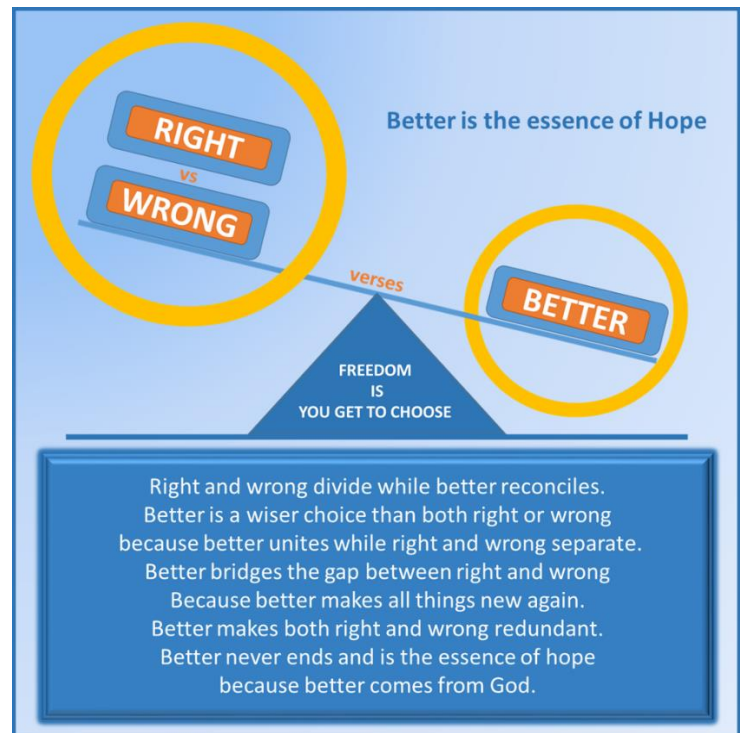 RIGHT
vs
WRONG
Better is the essence of Hope
verses
BETTER
FREEDOM
IS
YOU GET TO CHOOSE
Right and wrong divide while better reconciles.
Better is a wiser choice than both right or wrong
because better unites while right and wrong separate.
Better bridges the gap between right and wrong
Because better makes all things new again.
Better makes both right and wrong redundant.
Better never ends and is the essence of hope
because better comes from God.